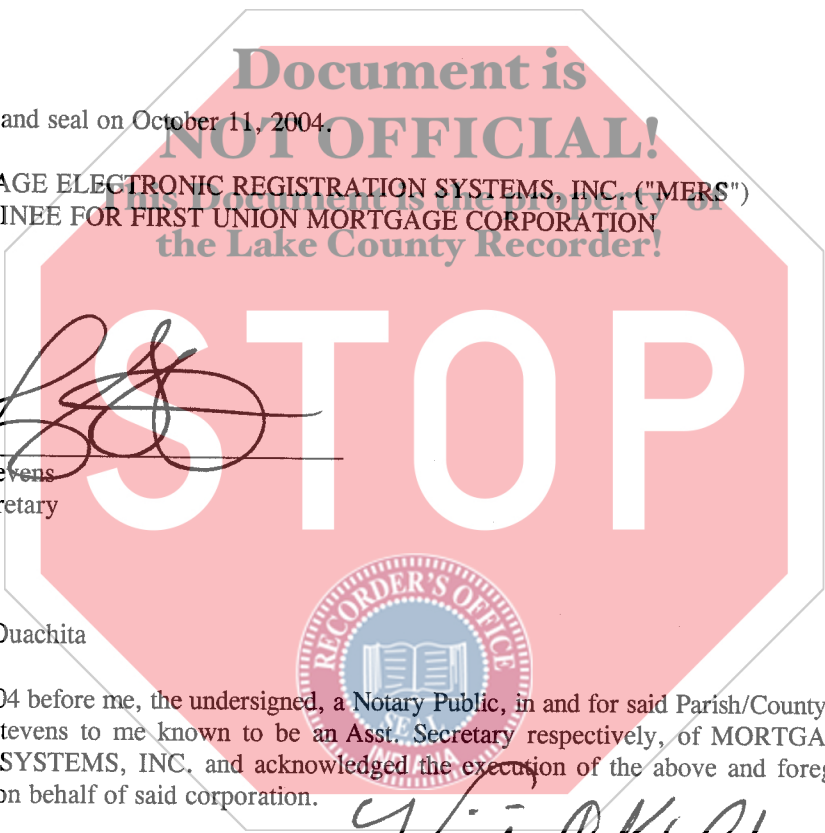 Document is
and seal on October 11, 2004.
NOT OFFICIAL!
AGE ELECTRONIC REGISTRATION SYSTEMS, INC. ("MERS")
This Document is the property of
INEE FOR FIRST UNION MORTGAGE CORPORATION
the Lake County Recorder!
STOP
evens
retary
RECORDER'S OFFICE
Ouachita
04 before me, the undersigned, a Notary Public, in and for said Parish/County
tevens to me known to be an Asst. Secretary respectively, of MORTGA
SEAL
SYSTEMS, INC. and acknowledged the execution of the above and foreg
INDIANA
on behalf of said corporation.